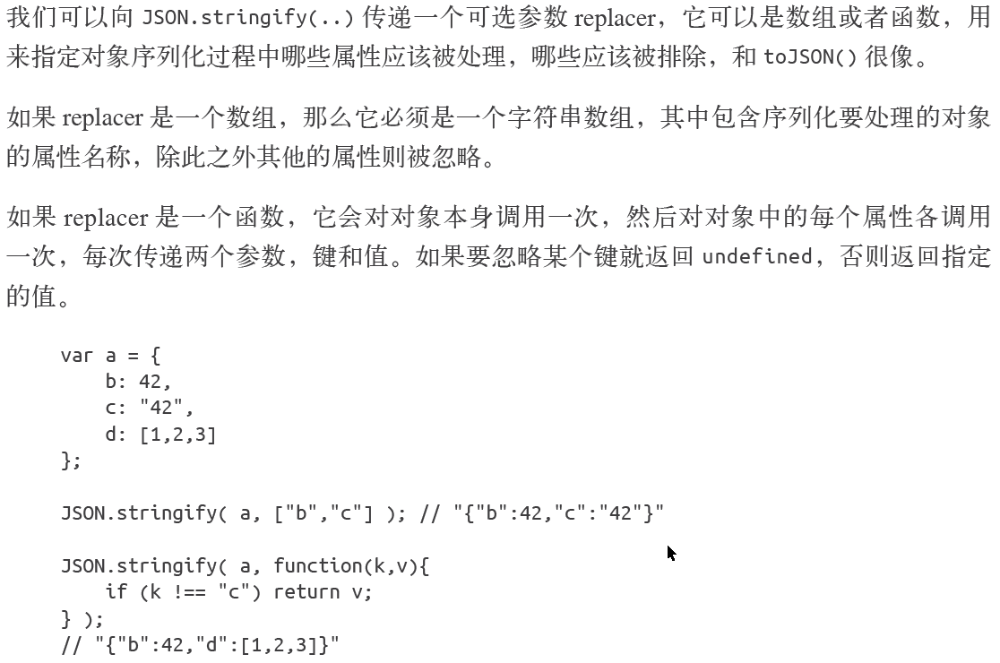 我们可以向 JSON.stringify(..) 传递一个可选参数 replacer，它可以是数组或者函数，用
来指定对象序列化过程中哪些属性应该被处理，哪些应该被排除，和 toJSON() 很像。
如果 replacer 是一个数组，那么它必须是一个字符串数组，其中包含序列化要处理的对象
的属性名称，除此之外其他的属性则被忽略。
如果 replacer 是一个函数，它会对对象本身调用一次，然后对对象中的每个属性各调用
一次，每次传递两个参数，键和值。如果要忽略某个键就返回 undefined，否则返回指定
的值。
var a = {
    b: 42,
    c: "42",
    d: [1,2,3]
};
JSON.stringify( a, ["b","c"] ); // "{"b":42,"c":"42"}"
JSON.stringify( a, function(k,v){
    if (k !== "c") return v;
} );
// "{"b":42,"d":[1,2,3]}"